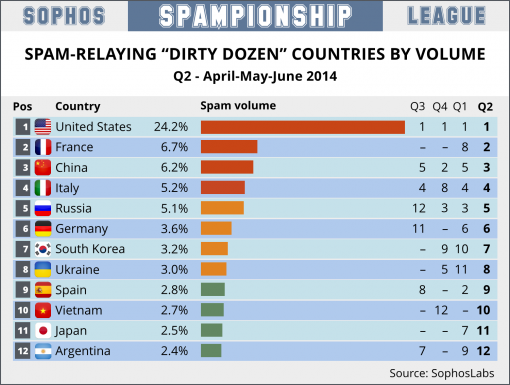 SOPHOS SPAMPIONSHIP LEAGUE
SPAM-RELAYING “DIRTY DOZEN” COUNTRIES BY VOLUME
Q2 - April-May-June 2014
Pos Country Spam volume Q3 Q4 Q1 Q2
1 United States 24.2% 1 1 1 1
2 France 6.7% – – 8 2
3 China 6.2% 5 2 5 3
4 Italy 5.2% 4 8 4 4
5 Russia 5.1% 12 3 3 5
6 Germany 3.6% 11 – 6 6
7 South Korea 3.2% – 9 10 7
8 Ukraine 3.0% – 5 11 8
9 Spain 2.8% 8 – 2 9
10 Vietnam 2.7% – 12 – 10
11 Japan 2.5% – – 7 11
12 Argentina 2.4% 7 – 9 12
Source: SophosLabs